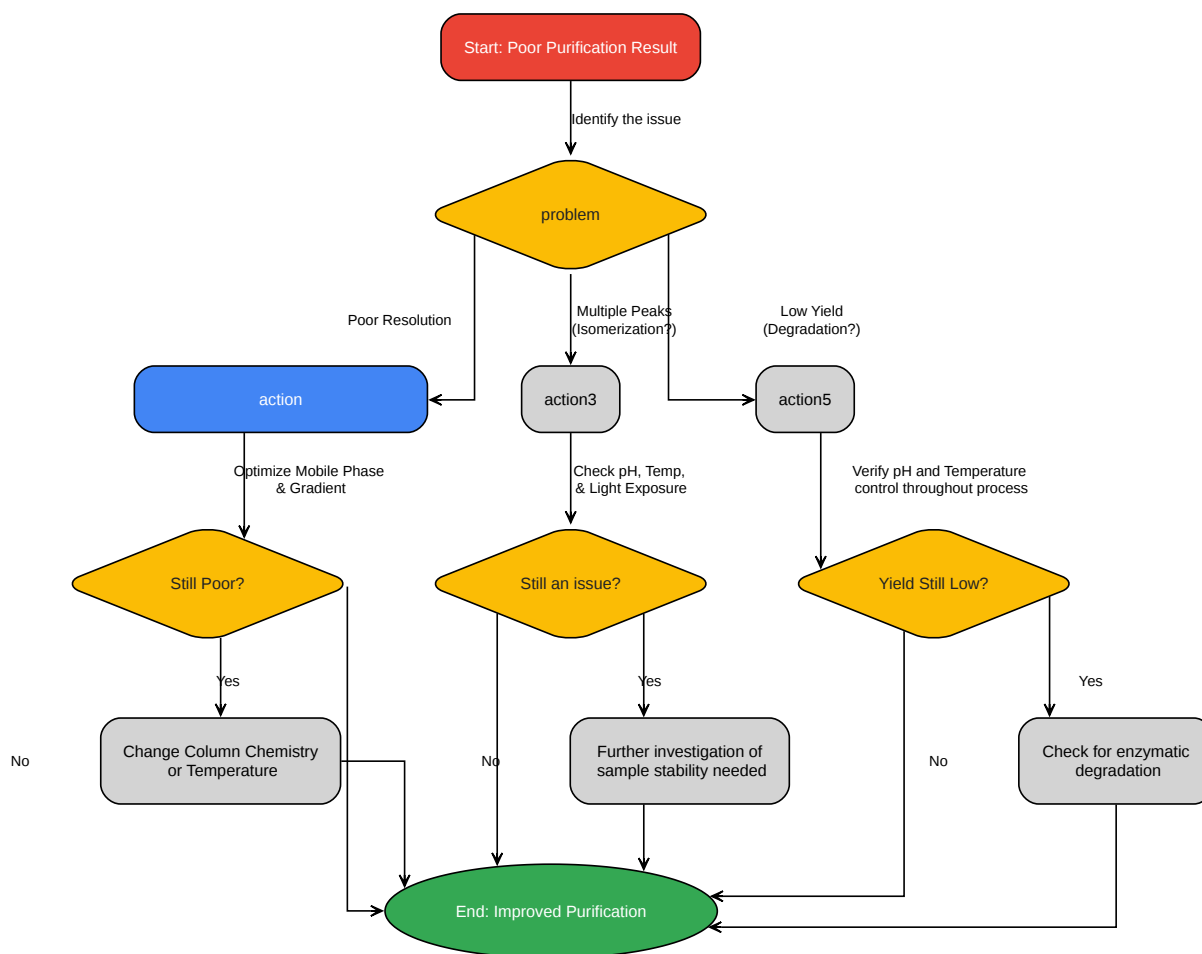 Start: Poor Purification Result
Identify the issue
problem
Poor Resolution
Multiple Peaks
(Isomerization?)
Low Yield
(Degradation?)
action
action3
action5
Optimize Mobile Phase
& Gradient
Check pH, Temp,
& Light Exposure
Verify pH and Temperature
control throughout process
Still Poor?
Still an issue?
Yield Still Low?
Yes
Yes
Yes
No
Change Column Chemistry
or Temperature
No
Further investigation of
sample stability needed
No
Check for enzymatic
degradation
End: Improved Purification